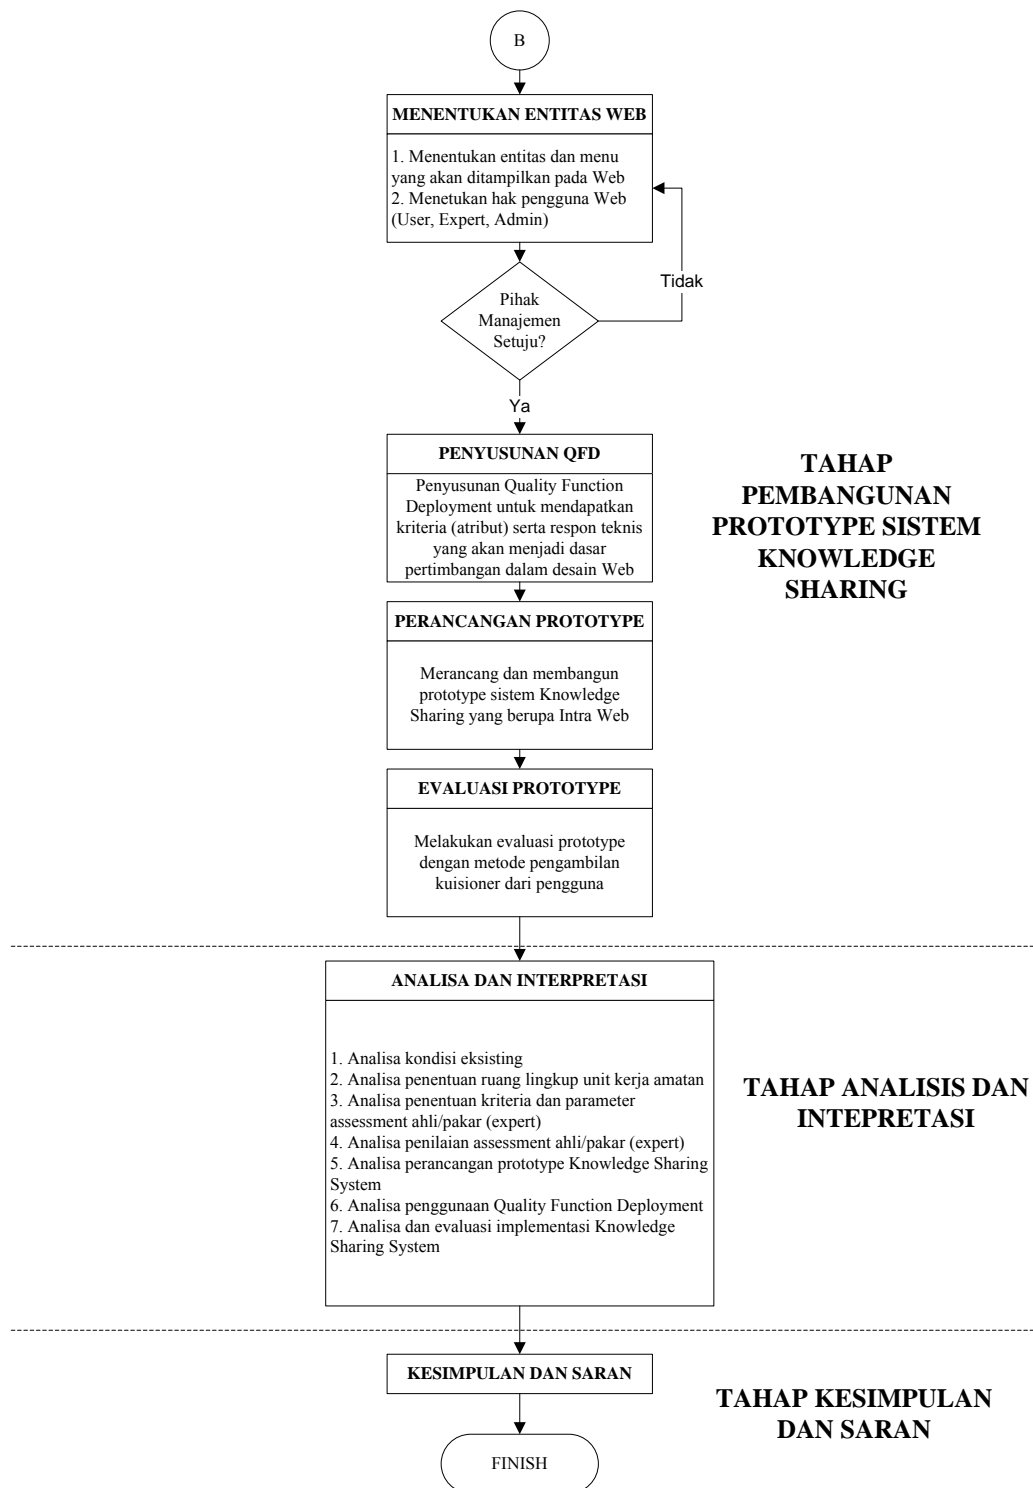 B
MENENTUKAN ENTITAS WEB
1. Menentukan entitas dan menu
yang akan ditampilkan pada Web
2. Menetukan hak pengguna Web
(User, Expert, Admin)
Tidak
Pihak
Manajemen
Setuju?
Ya
PENYUSUNAN QFD
Penyusunan Quality Function
Deployment untuk mendapatkan
kriteria (atribut) serta respon teknis
yang akan menjadi dasar
pertimbangan dalam desain Web
TAHAP
PEMBANGUNAN
PROTOTYPE SISTEM
KNOWLEDGE
SHARING
PERANCANGAN PROTOTYPE
Merancang dan membangun
prototype sistem Knowledge
Sharing yang berupa Intra Web
EVALUASI PROTOTYPE
Melakukan evaluasi prototype
dengan metode pengambilan
kuisioner dari pengguna
ANALISA DAN INTERPRETASI
1. Analisa kondisi eksisting
2. Analisa penentuan ruang lingkup unit kerja amatan
3. Analisa penentuan kriteria dan parameter
assessment ahli/pakar (expert)
4. Analisa penilaian assessment ahli/pakar (expert)
5. Analisa perancangan prototype Knowledge Sharing
System
6. Analisa penggunaan Quality Function Deployment
7. Analisa dan evaluasi implementasi Knowledge
Sharing System
TAHAP ANALISIS DAN
INTEPRETASI
KESIMPULAN DAN SARAN
TAHAP KESIMPULAN
DAN SARAN
FINISH